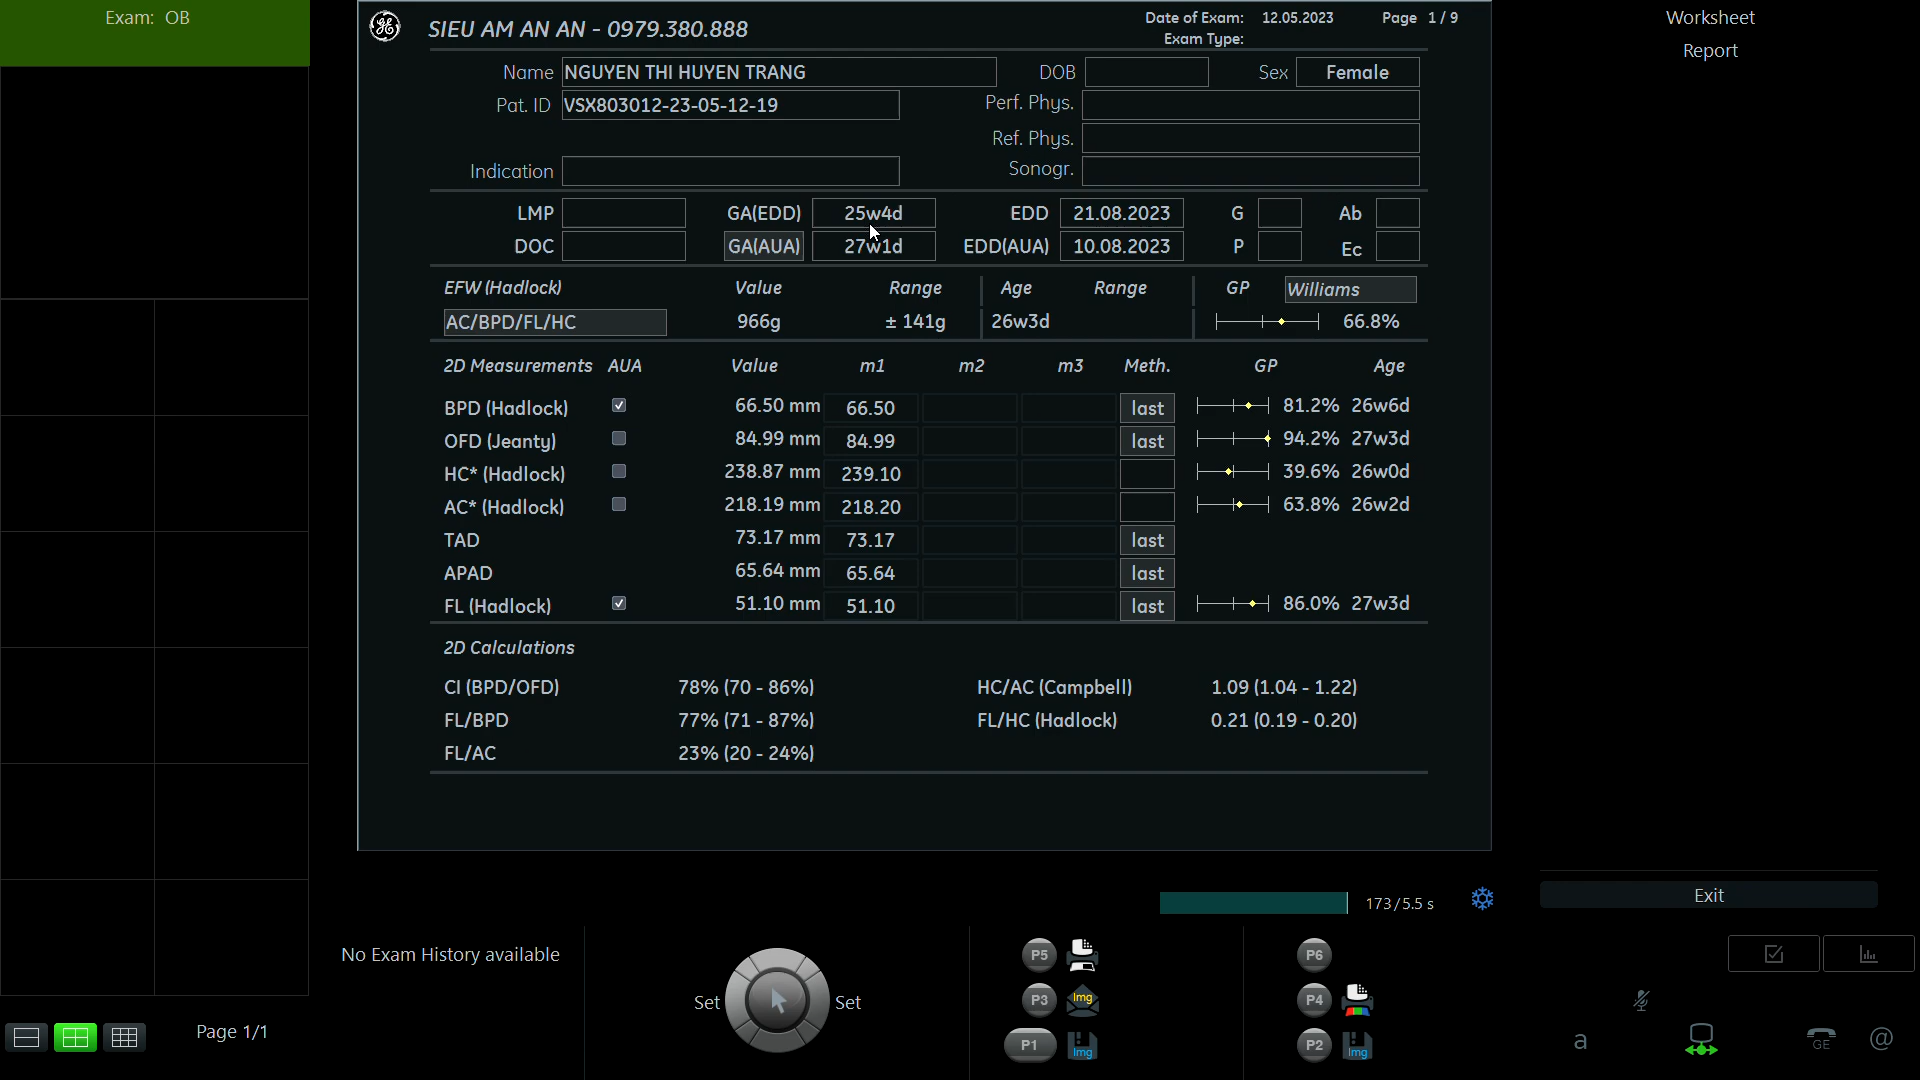 Exam: OB
SIEU AM AN AN - 0979.380.888
Date of Exam: 12.05.2023 Page 1 / 9
Exam Type:
Worksheet
Report
Name NGUYEN THI HUYEN TRANG DOB Sex Female
Pat. ID VSX803012-23-05-12-19 Perf. Phys.
Ref. Phys.
Indication Sonogr.
LMP GA(EDD) 25w4d EDD 21.08.2023 G Ab
DOC GA(AUA) 27w1d EDD(AUA) 10.08.2023 P Ec
EFW (Hadlock) Value Range Age Range GP Williams
AC/BPD/FL/HC 966g ± 141g 26w3d 66.8%
2D Measurements AUA Value m1 m2 m3 Meth. GP Age
BPD (Hadlock) 66.50 mm 66.50 last 81.2% 26w6d
OFD (Jeanty) 84.99 mm 84.99 last 94.2% 27w3d
HC* (Hadlock) 238.87 mm 239.10 39.6% 26w0d
AC* (Hadlock) 218.19 mm 218.20 63.8% 26w2d
TAD 73.17 mm 73.17 last
APAD 65.64 mm 65.64 last
FL (Hadlock) 51.10 mm 51.10 last 86.0% 27w3d
2D Calculations
CI (BPD/OFD) 78% (70 - 86%) HC/AC (Campbell) 1.09 (1.04 - 1.22)
FL/BPD 77% (71 - 87%) FL/HC (Hadlock) 0.21 (0.19 - 0.20)
FL/AC 23% (20 - 24%)
173 / 5.5 s
Exit
No Exam History available
Set Set
P5 P6
P3 Img P4
P1 Img P2 Img
Page 1/1
a GE @